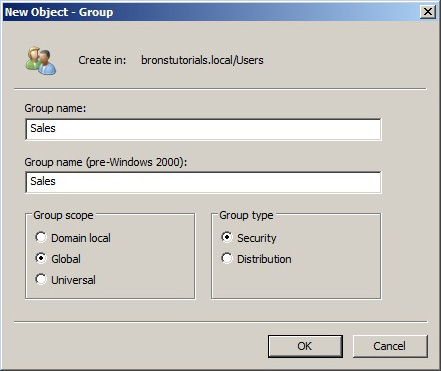 New Object - Group
Create in: bronstutorials.local/Users
Group name:
Sales
Group name (pre-Windows 2000):
Sales
Group scope
Domain local
Global
Universal
Group type
Security
Distribution
OK Cancel